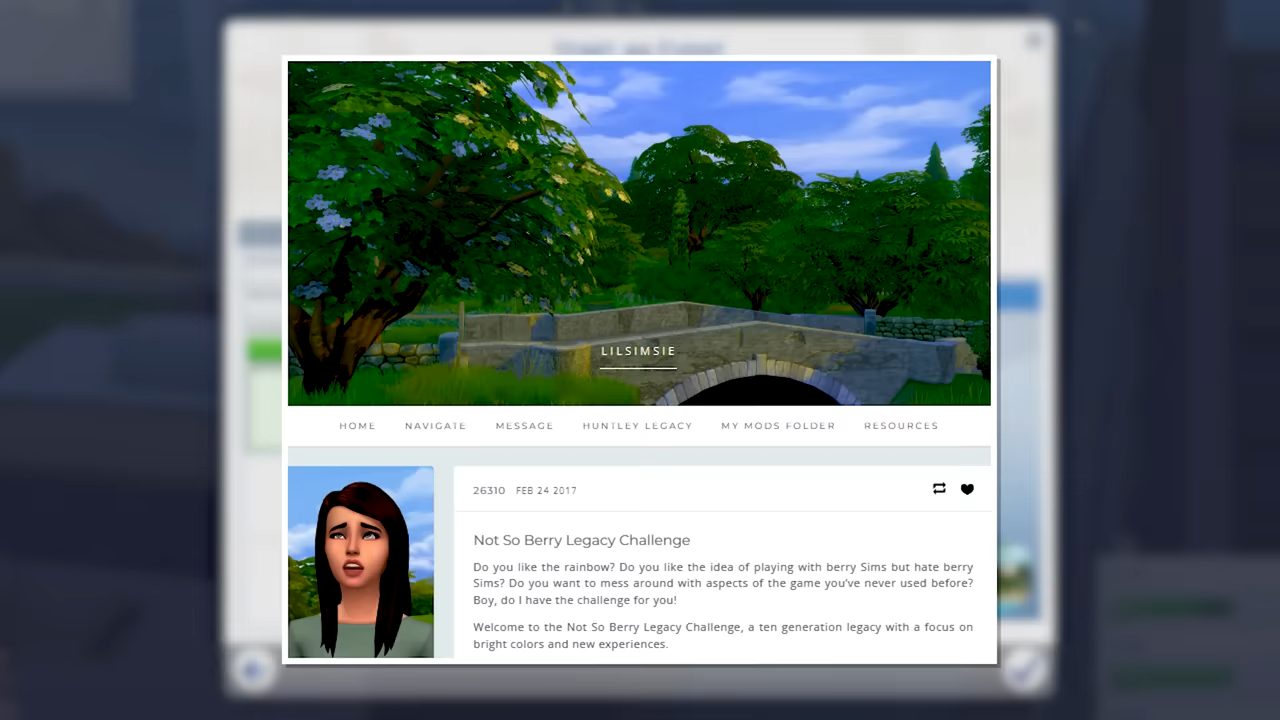 LILSIMSIE
HOME NAVIGATE MESSAGE HUNTLEY LEGACY MY MODS FOLDER RESOURCES
26310 FEB 24 2017
Not So Berry Legacy Challenge
Do you like the rainbow? Do you like the idea of playing with berry Sims but hate berry
Sims? Do you want to mess around with aspects of the game you've never used before?
Boy, do I have the challenge for you!
Welcome to the Not So Berry Legacy Challenge, a ten generation legacy with a focus on
bright colors and new experiences.